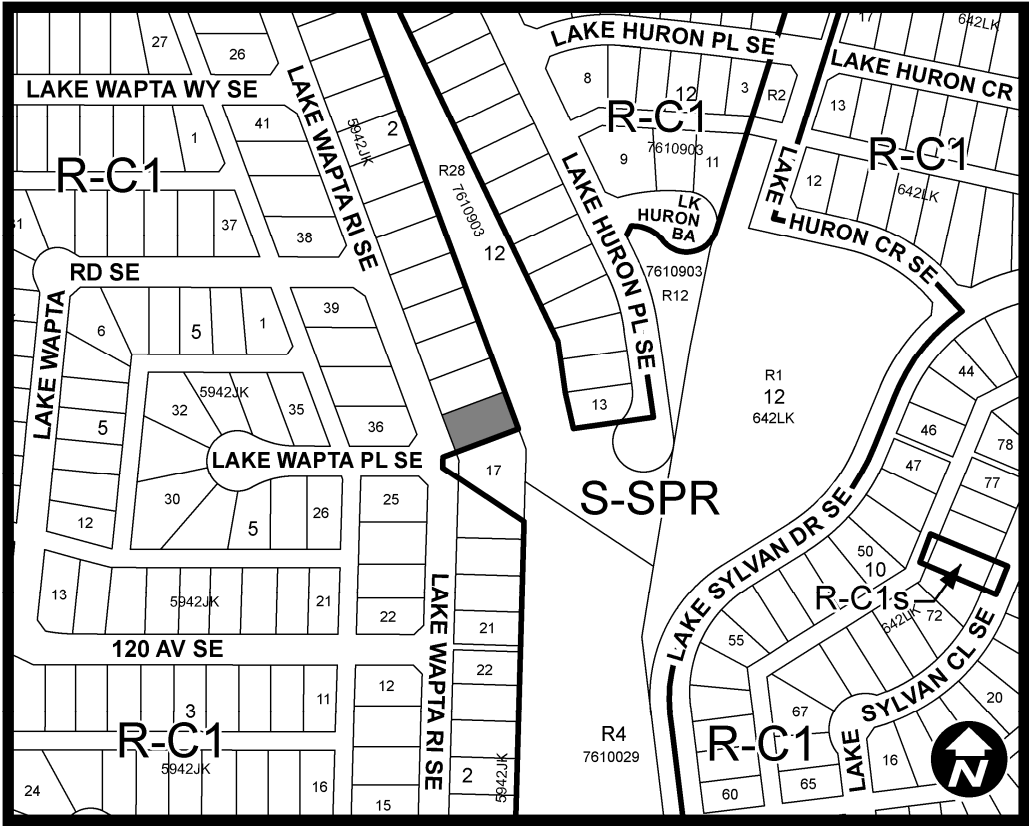 27
26
LAKE WAPTA WY SE
1
41
R-C1
37
38
31
RD SE
LAKE WAPTA
6
5
1
39
5942JK
32
35
36
5
LAKE WAPTA PL SE
30
5
26
25
12
13
5942JK
21
22
120 AV SE
3
11
12
R-C1
5942JK
24
16
15
LAKE WAPTA RI SE
5942JK
2
R28
7610903
12
17
LAKE WAPTA RI SE
21
22
2
5942JK
LAKE HURON PL SE
8
12
3
R2
R-C1
7610903
9
11
LK
HURON
BA
LAKE HURON PL SE
7610903
R12
13
S-SPR
R1
12
642LK
R4
7610029
17
642LK
LAKE HURON CR
13
R-C1
642LK
12
LAKE
HURON CR SE
44
46
78
47
77
LAKE SYLVAN DR SE
50
10
R-C1s
642LK
72
55
SYLVAN CL SE
LAKE
67
20
R-C1
65
16
60
N